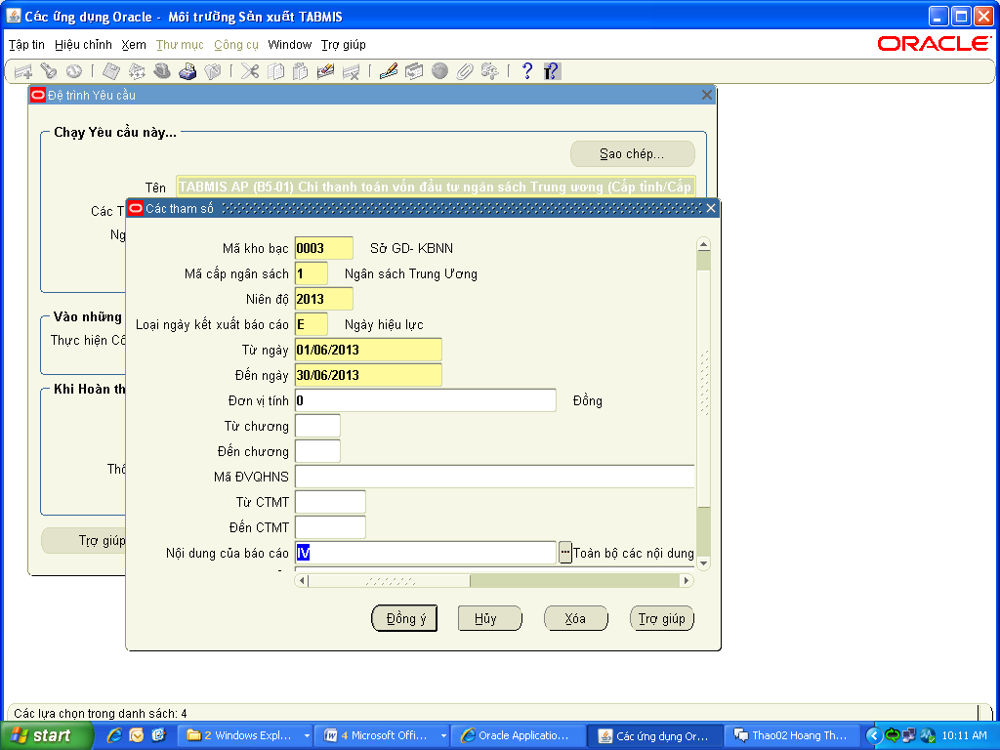 Các ứng dụng Oracle - Môi trường Sản xuất TABMIS
Tập tin Hiệu chỉnh Xem Thư mục Công cụ Window Trợ giúp
ORACLE
Đệ trình Yêu cầu
Chạy Yêu cầu này...
Sao chép...
Tên TABMIS AP (B5-01) Chi thanh toán vốn đầu tư ngân sách Trung ương (Cấp tỉnh/Cấp
Các T
Ng
Vào những
Thực hiện Cô
Khi Hoàn th
Thô
Trợ giúp
Các tham số
Mã kho bạc 0003 Sở GD- KBNN
Mã cấp ngân sách 1 Ngân sách Trung Ương
Niên độ 2013
Loại ngày kết xuất báo cáo E Ngày hiệu lực
Từ ngày 01/06/2013
Đến ngày 30/06/2013
Đơn vị tính 0 Đồng
Từ chương
Đến chương
Mã ĐVQHNS
Từ CTMT
Đến CTMT
Nội dung của báo cáo IV ... Toàn bộ các nội dung
Đồng ý Hủy Xóa Trợ giúp
Các lựa chọn trong danh sách: 4
start 2 Windows Expl... 4 Microsoft Offi... Oracle Applicatio... Các ứng dụng Or... Thao02 Hoang Th... 10:11 AM